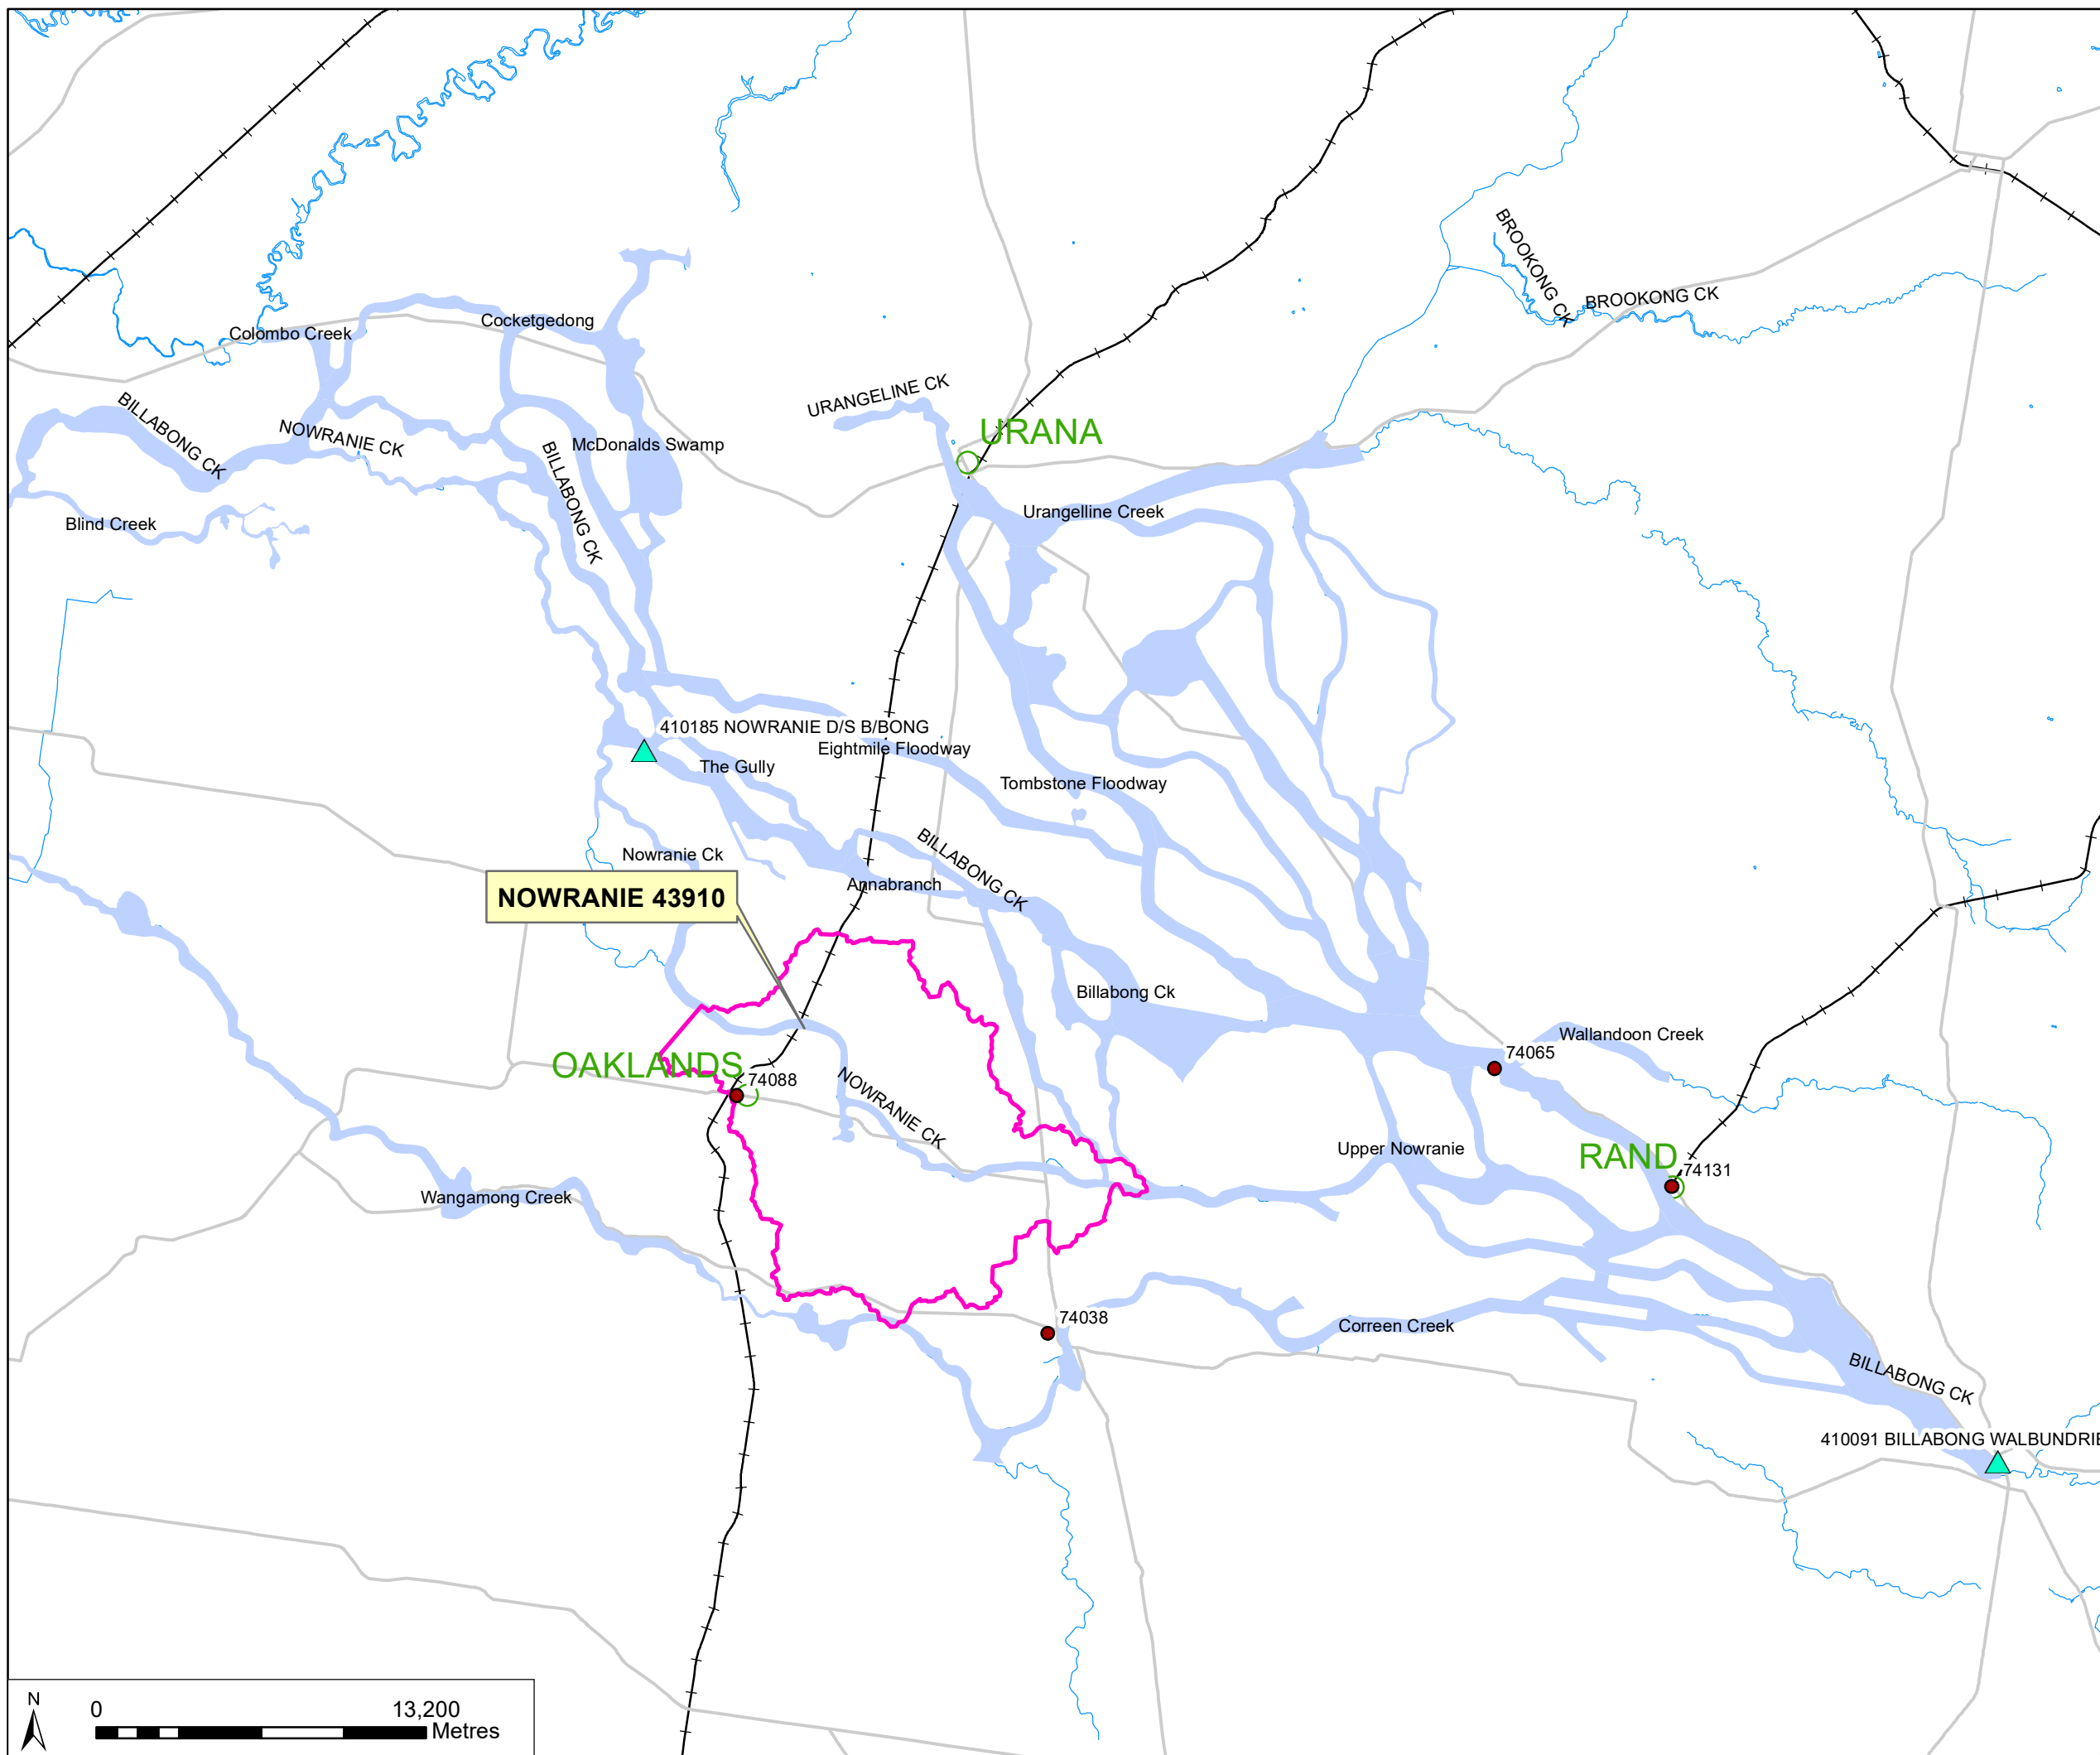 BROOKONG CK
BROOKONG CK
Cocketgedong
Colombo Creek
URANGELINE CK
BILLABONG CK
NOWRANIE CK
URANA
McDonalds Swamp
BILLABONG CK
Urangelline Creek
Blind Creek
410185 NOWRANIE D/S B/BONG
Eightmile Floodway
The Gully
Tombstone Floodway
BILLABONG CK
Nowranie Ck
Annabranch
NOWRANIE 43910
Billabong Ck
Wallandoon Creek
74065
OAKLANDS
74088
NOWRANIE CK
Upper Nowranie
RAND
74131
Wangamong Creek
74038
Correen Creek
BILLABONG CK
410091 BILLABONG WALBUNDRIE
N
0
13,200
Metres